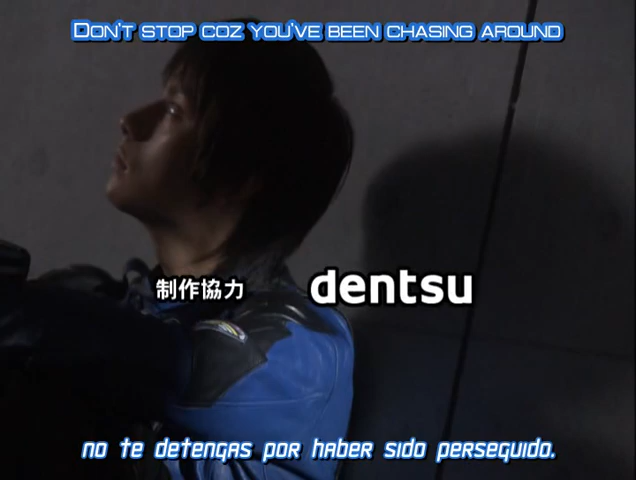 DON'T STOP COZ YOU'VE BEEN CHASING AROUND
制作協力 dentsu
no te detengas por haber sido perseguido.